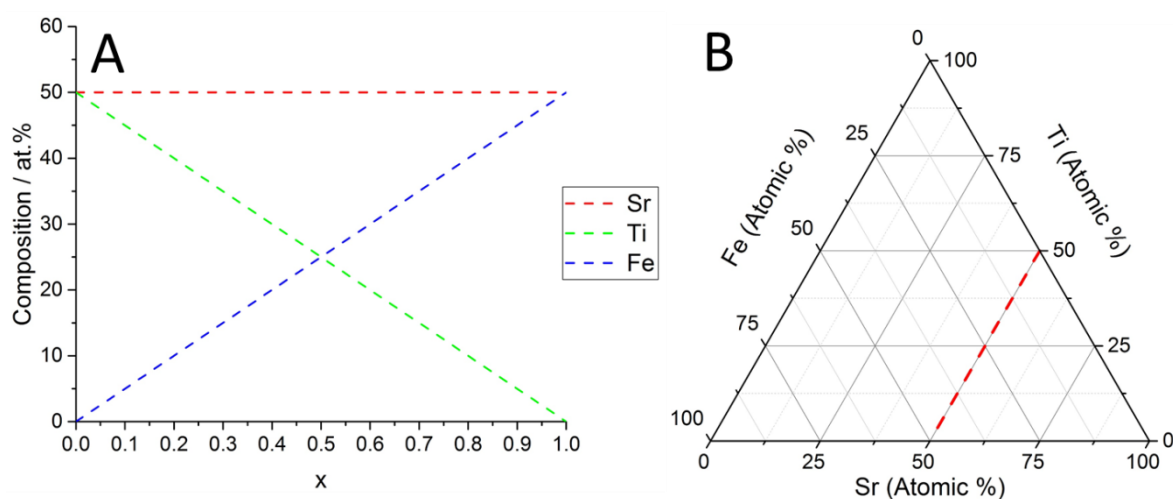 A
60
50
40
30
20
10
0
Composition / at.%
0.0 0.1 0.2 0.3 0.4 0.5 0.6 0.7 0.8 0.9 1.0
x
Sr
Ti
Fe
B
0
100
25
75
50
50
75
25
100
0
Fe (Atomic %)
Ti (Atomic %)
0 25 50 75 100
Sr (Atomic %)